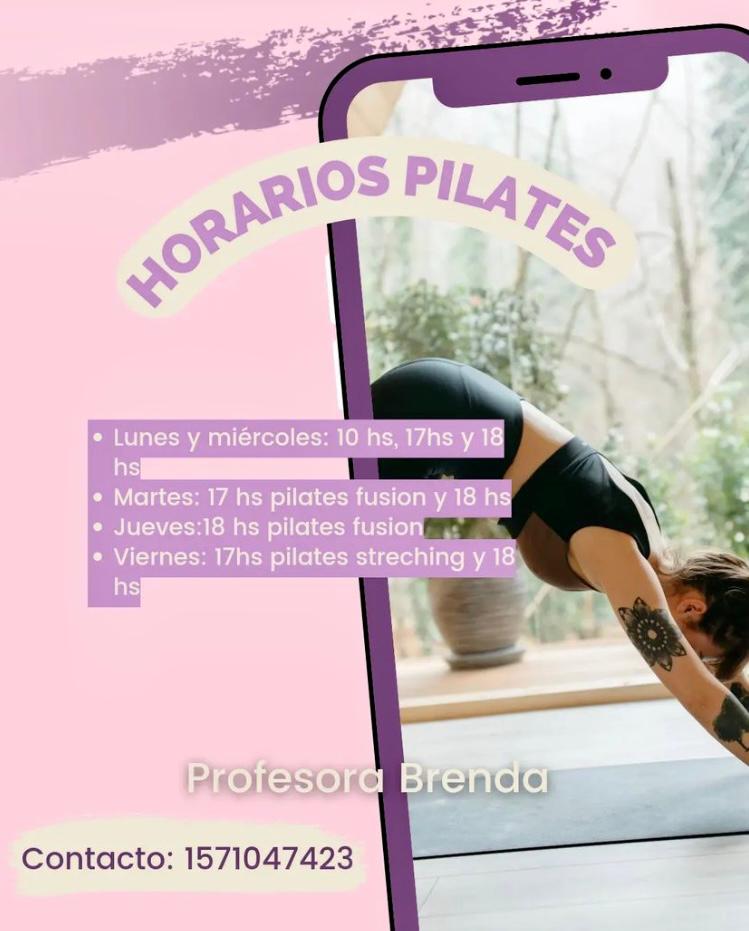 HORARIOS PILATES
• Lunes y miércoles: 10 hs, 17hs y 18
hs
• Martes: 17 hs pilates fusion y 18 hs
• Jueves:18 hs pilates fusion
• Viernes: 17hs pilates streching y 18
hs
Profesora Brenda
Contacto: 1571047423